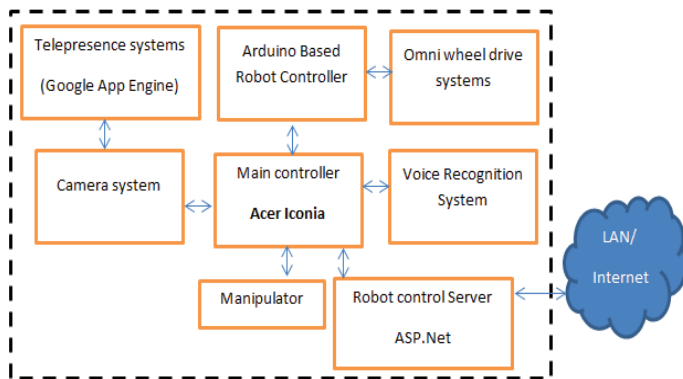 Telepresence systems
(Google App Engine)
Arduino Based
Robot Controller
Omni wheel drive
systems
Camera system
Main controller
Acer Iconia
Voice Recognition
System
LAN/
Internet
Manipulator
Robot control Server
ASP.Net